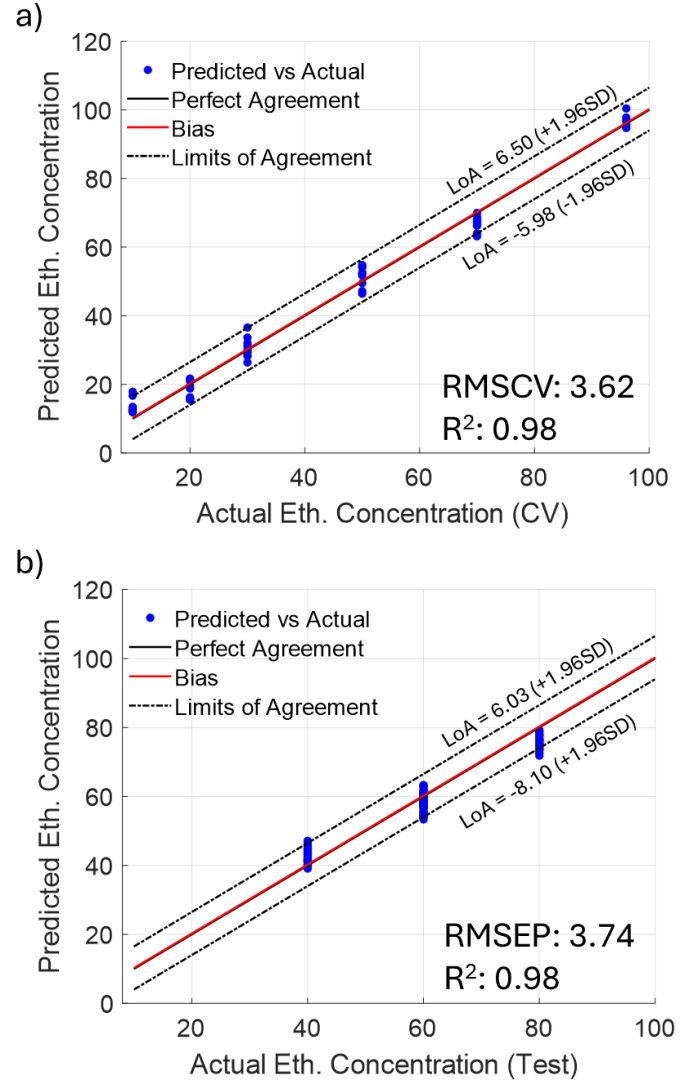 a)
120
100
80
60
40
20
0
Predicted Eth. Concentration
Predicted vs Actual
Perfect Agreement
Bias
Limits of Agreement
LoA = 6.50 (+1.96SD)
LoA = -5.98 (-1.96SD)
RMSCV: 3.62
R²: 0.98
20 40 60 80 100
Actual Eth. Concentration (CV)
b)
120
100
80
60
40
20
0
Predicted Eth. Concentration
Predicted vs Actual
Perfect Agreement
Bias
Limits of Agreement
LoA = 6.03 (+1.96SD)
LoA = -8.10 (+1.96SD)
RMSEP: 3.74
R²: 0.98
20 40 60 80 100
Actual Eth. Concentration (Test)